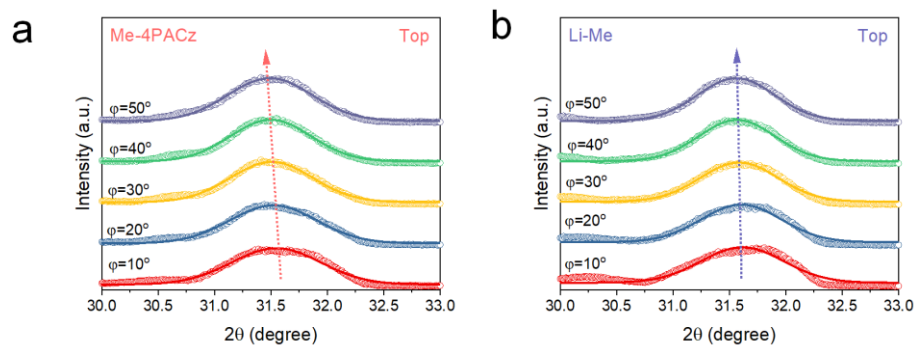 a
Me-4PACz
Top
φ=50°
φ=40°
φ=30°
φ=20°
φ=10°
Intensity (a.u.)
30.0 30.5 31.0 31.5 32.0 32.5 33.0
2θ (degree)
b
Li-Me
Top
φ=50°
φ=40°
φ=30°
φ=20°
φ=10°
Intensity (a.u.)
30.0 30.5 31.0 31.5 32.0 32.5 33.0
2θ (degree)